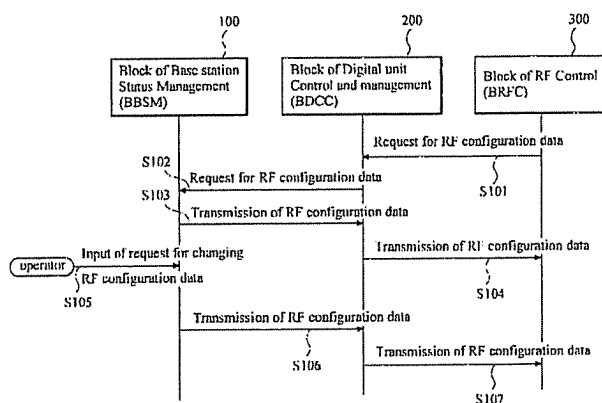 100
200
300
Block of Base station
Status Management
(BBSM)
Block of Digital unit
Control und management
(BDCC)
Block of RF Control
(BRFC)
Request for RF configuration data
S101
S102
Request for RF configuration data
S103
Transmission of RF configuration data
Input of request for changing
operator
RF configuration data
S105
Transmission of RF configuration data
S104
Transmission of RF configuration data
S106
Transmission of RF configuration data
S107